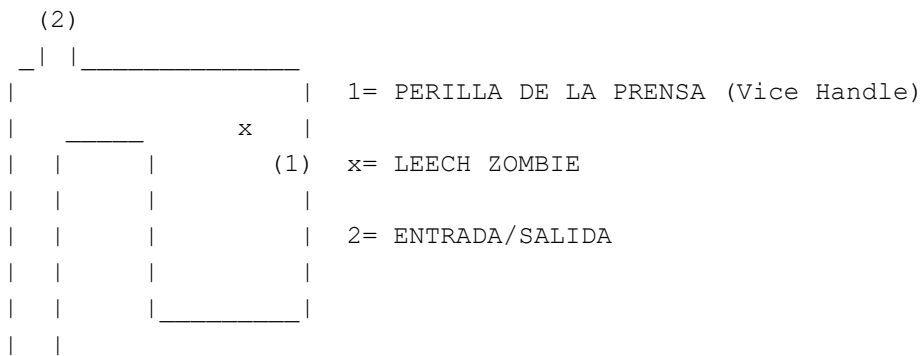 (2)
1= PERILLA DE LA PRENSA (Vice Handle)
x
(1) x= LEECH ZOMBIE
2= ENTRADA/SALIDA